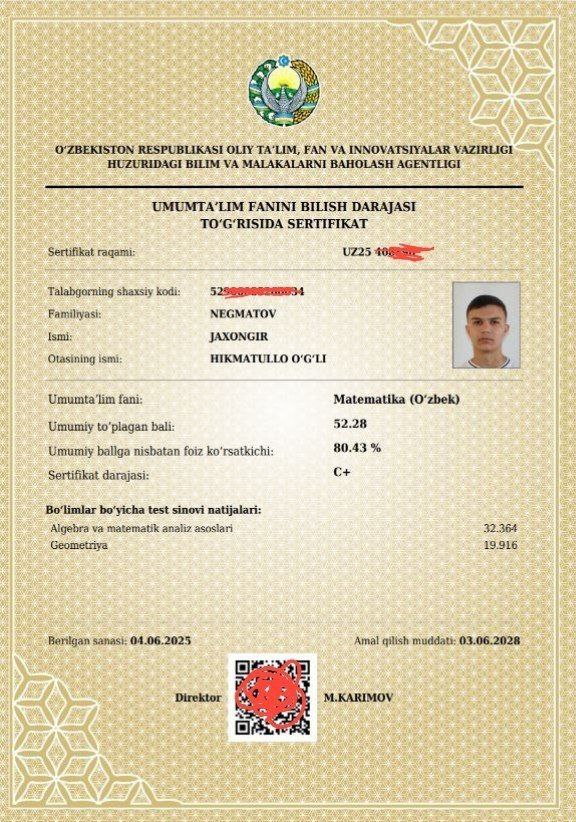 O‘ZBEKISTON RESPUBLIKASI OLIY TA’LIM, FAN VA INNOVATSIYALAR VAZIRLIGI
HUZURIDAGI BILIM VA MALAKALARNI BAHOLASH AGENTLIGI
UMUMTA’LIM FANINI BILISH DARAJASI
TO‘G‘RISIDA SERTIFIKAT
Sertifikat raqami: UZ25
Talabgorning shaxsiy kodi:
Familiyasi: NEGMATOV
Ismi: JAXONGIR
Otasining ismi: HIKMATULLO O‘G‘LI
Umumta’lim fani: Matematika (O‘zbek)
Umumiy to‘plagan bali: 52.28
Umumiy ballga nisbatan foiz ko‘rsatkichi: 80.43 %
Sertifikat darajasi: C+
Bo‘limlar bo‘yicha test sinovi natijalari:
Algebra va matematik analiz asoslari 32.364
Geometriya 19.916
Berilgan sanasi: 04.06.2025 Amal qilish muddati: 03.06.2028
Direktor M.KARIMOV